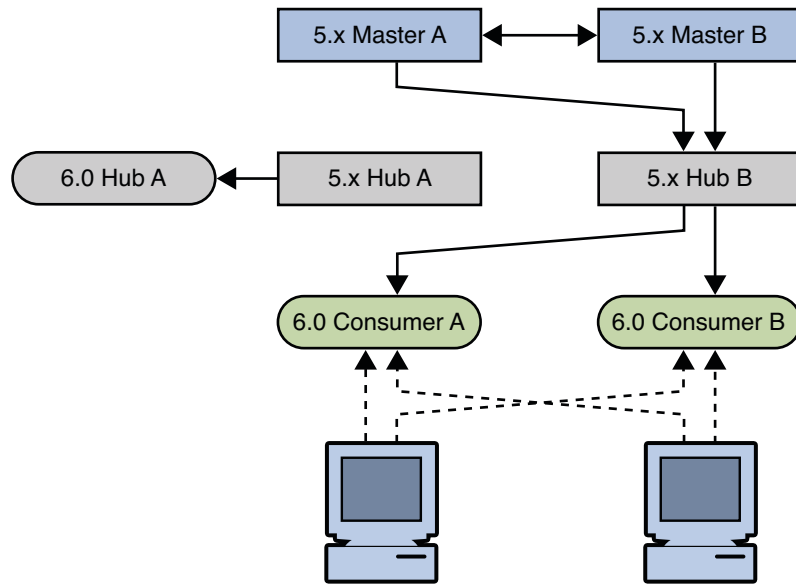 5.x Master A
5.x Master B
6.0 Hub A
5.x Hub A
5.x Hub B
6.0 Consumer A
6.0 Consumer B